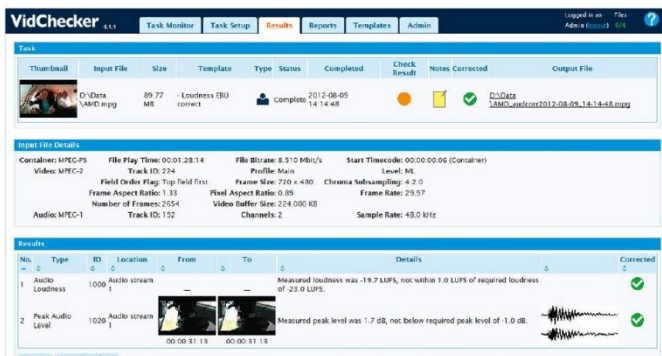 VidChecker
Task Monitor Task Setup Results Reports Templates Admin
Logged in as Files
Admin (logout) 0/4
Task
Thumbnail Input File Size Template Type Status Completed Check Result Notes Corrected Output File
D:\Data
\AMD.mpg
89.77
MB
- Loudness EBU
correct
Complete
2012-08-09
14:14:48
D:\Data
\AMD_audcorr2012-08-09_14-14-48.mpg
Input File Details
Container: MPEG-PS File Play Time: 00:01:28:14 File Bitrate: 8.510 Mbit/s Start Timecode: 00:00:00:06 (Container)
Video: MPEG-2 Track ID: 224 Profile: Main Level: ML
Field Order Flag: Top field first Frame Size: 720 x 480 Chroma Subsampling: 4:2:0
Frame Aspect Ratio: 1.33 Pixel Aspect Ratio: 0.89 Frame Rate: 29.97
Number of Frames: 2654 Video Buffer Size: 224.000 KB
Audio: MPEG-1 Track ID: 192 Channels: 2 Sample Rate: 48.0 kHz
Results
No. Type ID Location From To Details Corrected
1 Audio Loudness 1000 Audio stream 1 Measured loudness was -19.7 LUFS, not within 1.0 LUFS of required loudness
of -23.0 LUFS.
2 Peak Audio Level 1020 Audio stream 1 Measured peak level was 1.7 dB, not below required peak level of -1.0 dB.
00:00:31:13 00:00:31:13